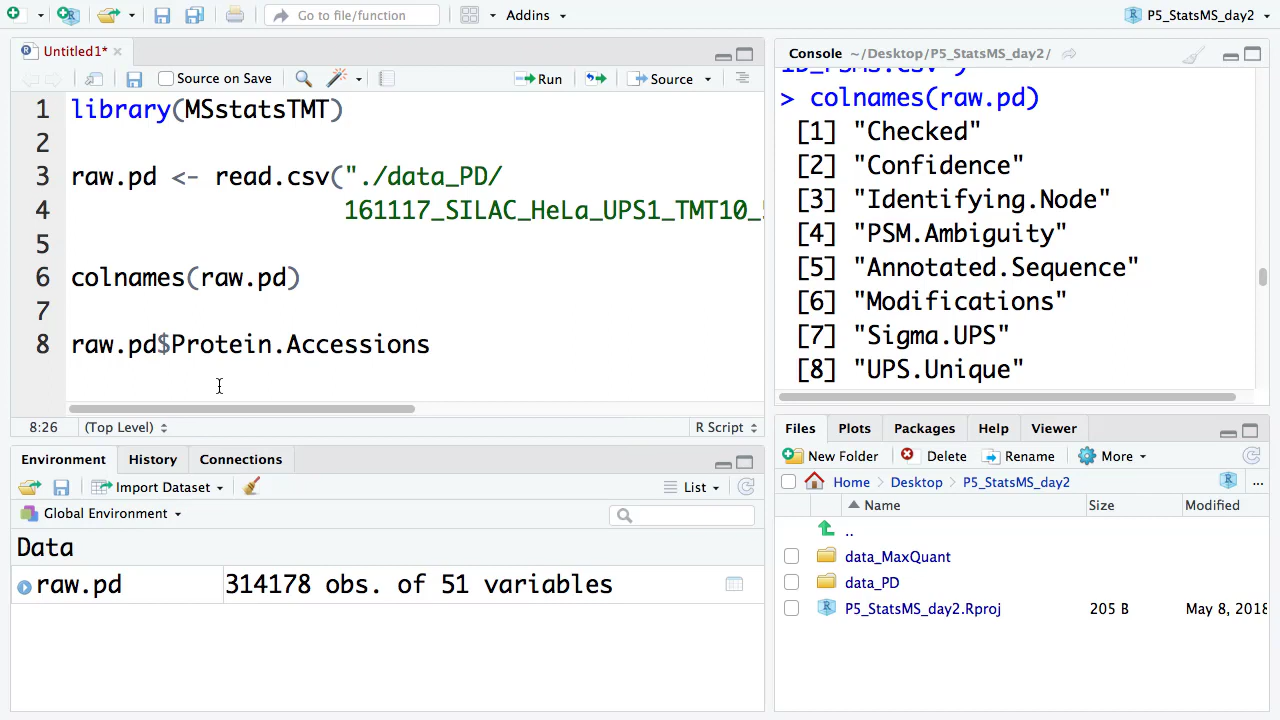 Go to file/function
Addins
P5_StatsMS_day2
Untitled1*
Source on Save
Run
Source
1 library(MSstatsTMT)
2
3 raw.pd <- read.csv("./data_PD/
4 161117_SILAC_HeLa_UPS1_TMT10_
5
6 colnames(raw.pd)
7
8 raw.pd$Protein.Accessions
8:26
(Top Level)
R Script
Console ~/Desktop/P5_StatsMS_day2/
> colnames(raw.pd)
[1] "Checked"
[2] "Confidence"
[3] "Identifying.Node"
[4] "PSM.Ambiguity"
[5] "Annotated.Sequence"
[6] "Modifications"
[7] "Sigma.UPS"
[8] "UPS.Unique"
Environment History Connections
Import Dataset
List
Global Environment
Data
raw.pd 314178 obs. of 51 variables
Files Plots Packages Help Viewer
New Folder Delete Rename More
Home Desktop P5_StatsMS_day2
...
Name Size Modified
..
data_MaxQuant
data_PD
P5_StatsMS_day2.Rproj 205 B May 8, 2018